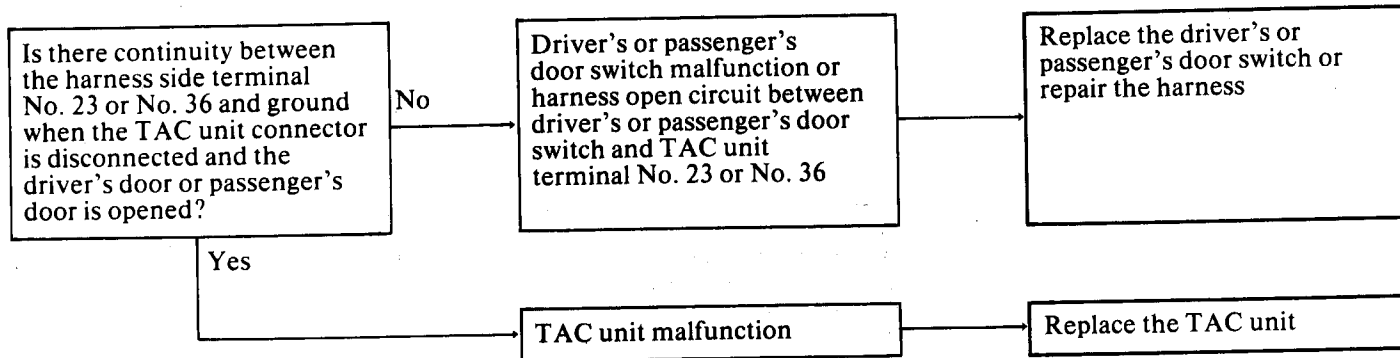 Is there continuity between
the harness side terminal
No. 23 or No. 36 and ground
when the TAC unit connector
is disconnected and the
driver's door or passenger's
door is opened?
No
Driver's or passenger's
door switch malfunction or
harness open circuit between
driver's or passenger's door
switch and TAC unit
terminal No. 23 or No. 36
Replace the driver's or
passenger's door switch or
repair the harness
Yes
TAC unit malfunction
Replace the TAC unit